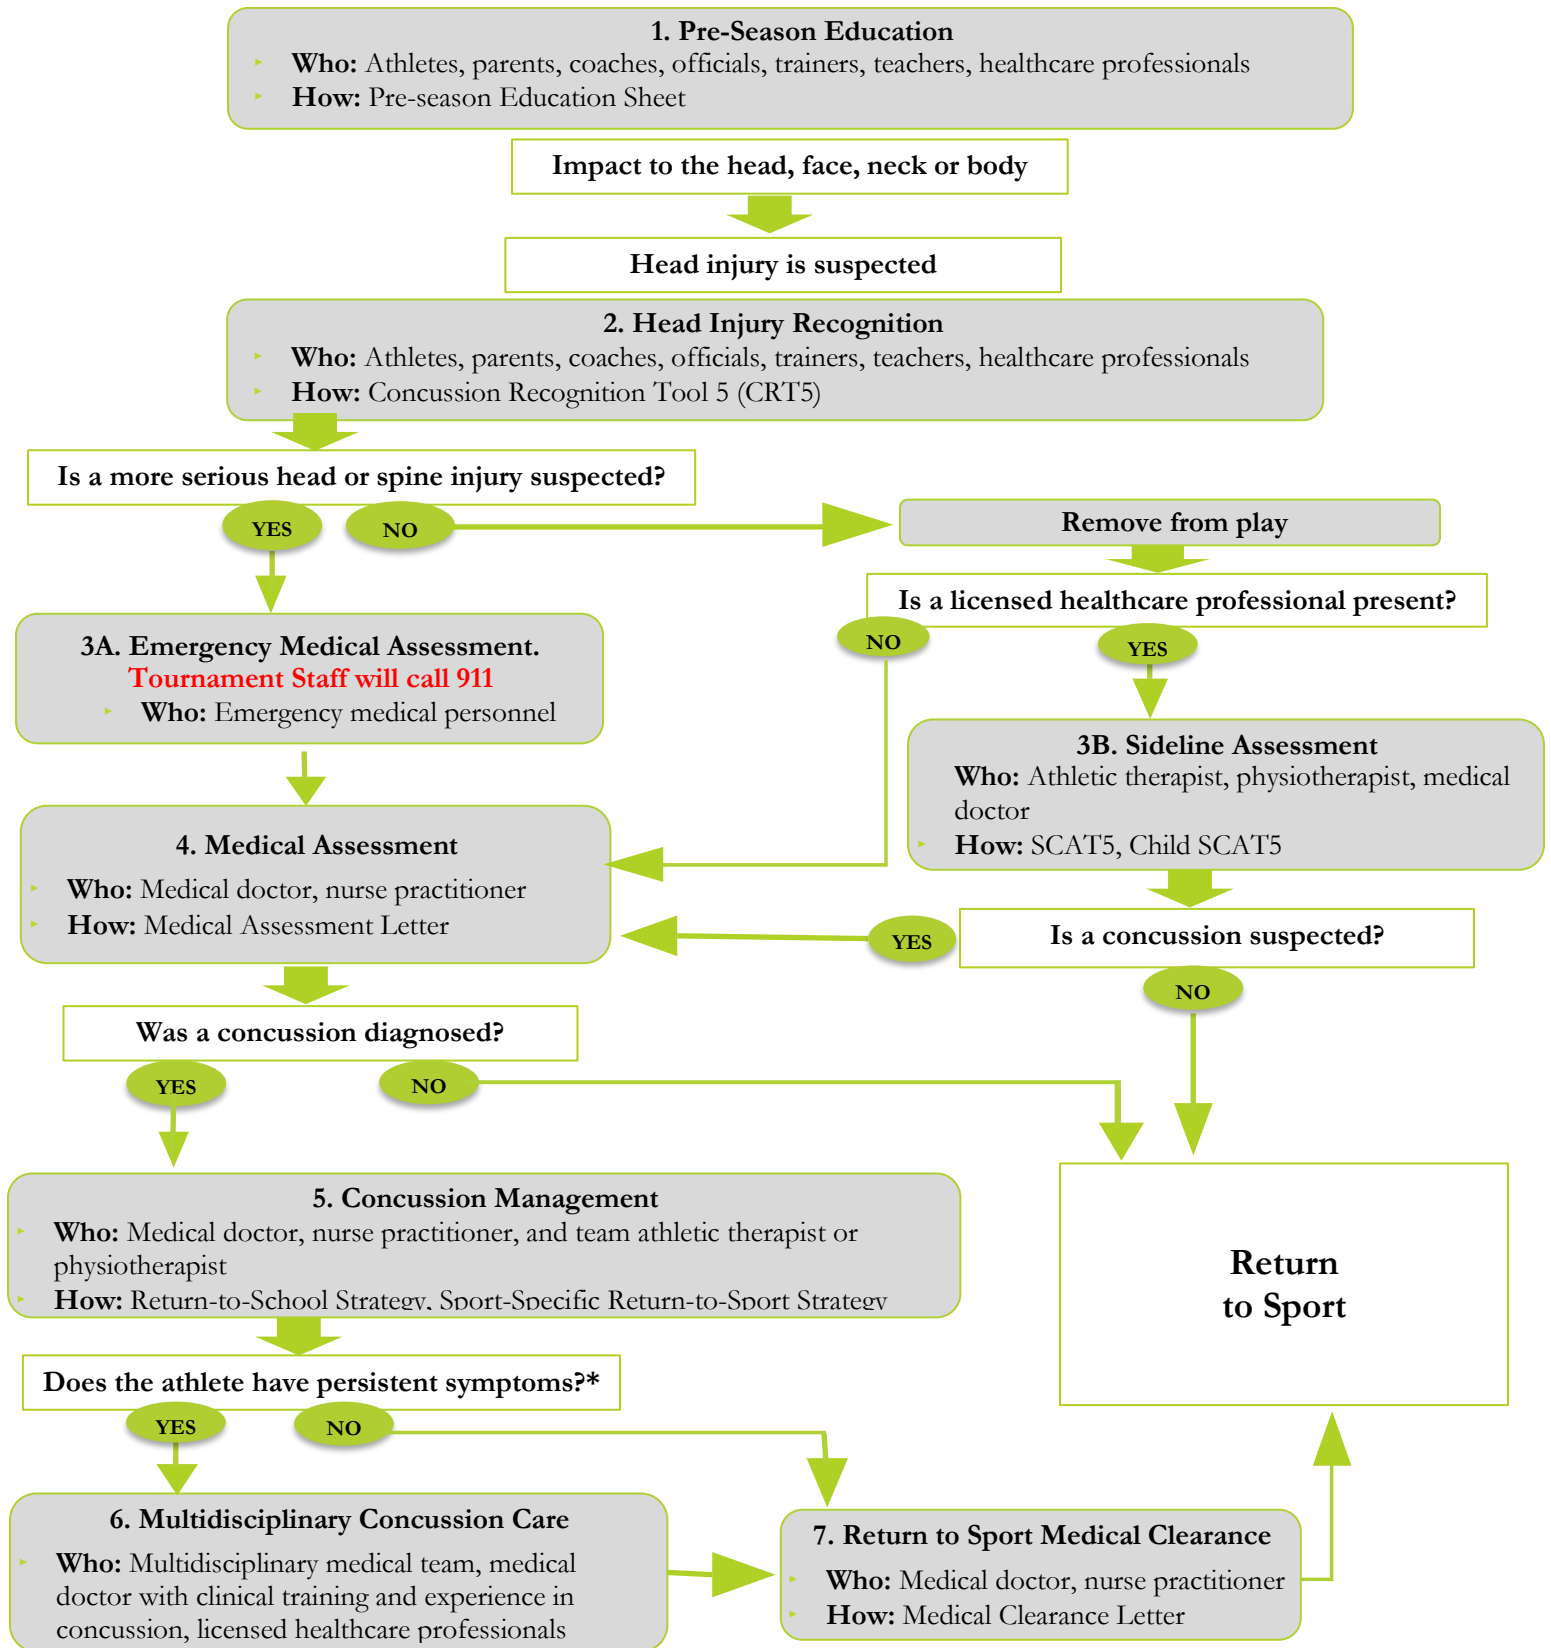 1. Pre-Season Education
Who: Athletes, parents, coaches, officials, trainers, teachers, healthcare professionals
How: Pre-season Education Sheet
Impact to the head, face, neck or body
Head injury is suspected
2. Head Injury Recognition
Who: Athletes, parents, coaches, officials, trainers, teachers, healthcare professionals
How: Concussion Recognition Tool 5 (CRT5)
Is a more serious head or spine injury suspected?
YES
NO
Remove from play
Is a licensed healthcare professional present?
NO
YES
3A. Emergency Medical Assessment.
Tournament Staff will call 911
Who: Emergency medical personnel
3B. Sideline Assessment
Who: Athletic therapist, physiotherapist, medical
doctor
How: SCAT5, Child SCAT5
4. Medical Assessment
Who: Medical doctor, nurse practitioner
How: Medical Assessment Letter
YES
Is a concussion suspected?
NO
Was a concussion diagnosed?
YES
NO
5. Concussion Management
Who: Medical doctor, nurse practitioner, and team athletic therapist or
physiotherapist
How: Return-to-School Strategy, Sport-Specific Return-to-Sport Strategy
Return
to Sport
Does the athlete have persistent symptoms?*
YES
NO
6. Multidisciplinary Concussion Care
Who: Multidisciplinary medical team, medical
doctor with clinical training and experience in
concussion, licensed healthcare professionals
7. Return to Sport Medical Clearance
Who: Medical doctor, nurse practitioner
How: Medical Clearance Letter